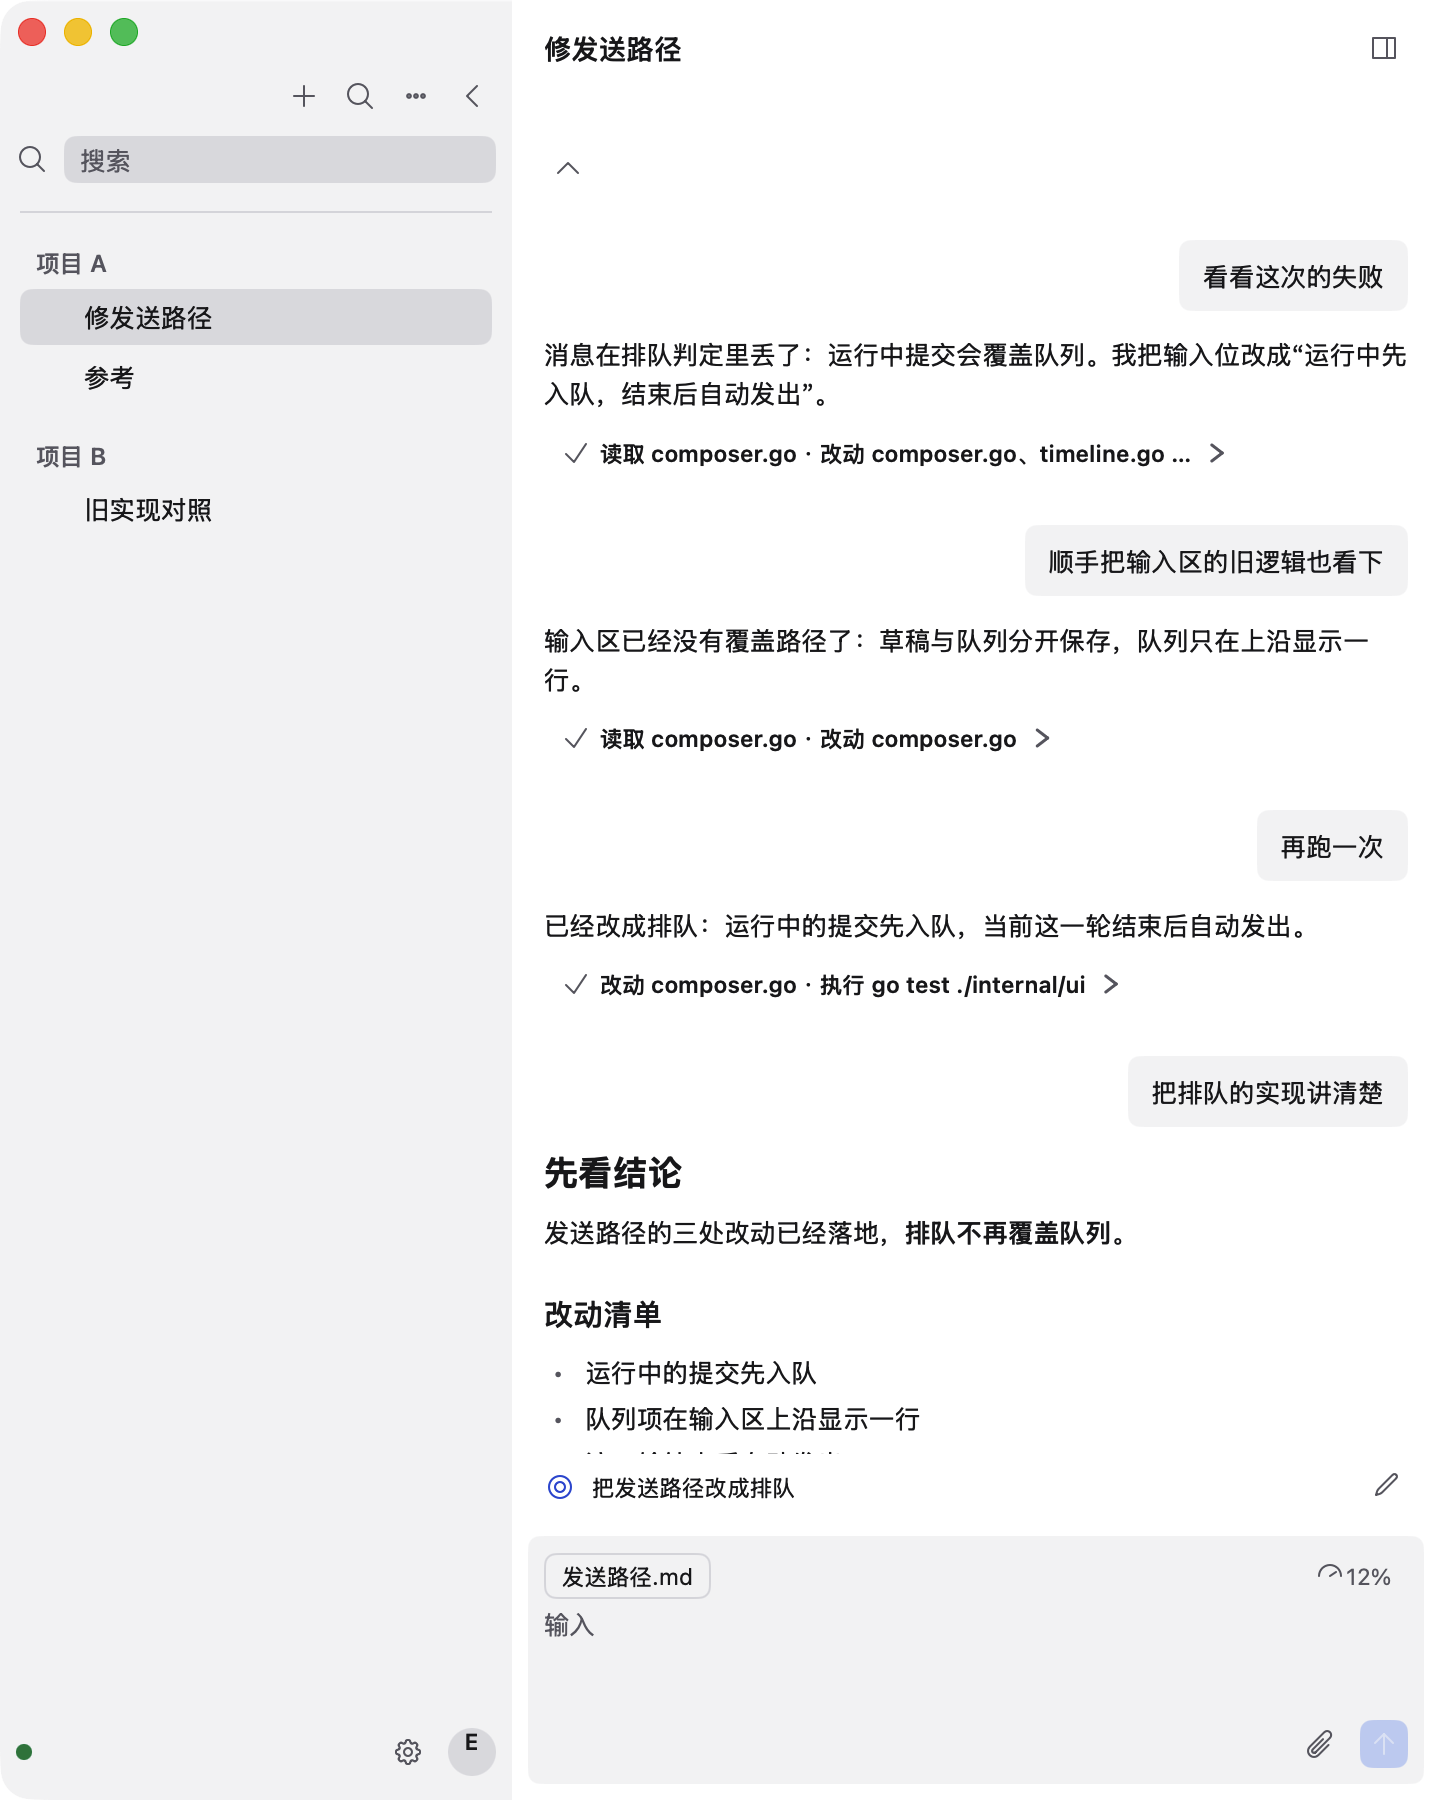 搜索
项目 A
修发送路径
参考
项目 B
旧实现对照
E
修发送路径
看看这次的失败
消息在排队判定里丢了：运行中提交会覆盖队列。我把输入位改成“运行中先
入队，结束后自动发出”。
读取 composer.go · 改动 composer.go、timeline.go ...
顺手把输入区的旧逻辑也看下
输入区已经没有覆盖路径了：草稿与队列分开保存，队列只在上沿显示一
行。
读取 composer.go · 改动 composer.go
再跑一次
已经改成排队：运行中的提交先入队，当前这一轮结束后自动发出。
改动 composer.go · 执行 go test ./internal/ui
把排队的实现讲清楚
先看结论
发送路径的三处改动已经落地，排队不再覆盖队列。
改动清单
• 运行中的提交先入队
• 队列项在输入区上沿显示一行
把发送路径改成排队
发送路径.md
12%
输入